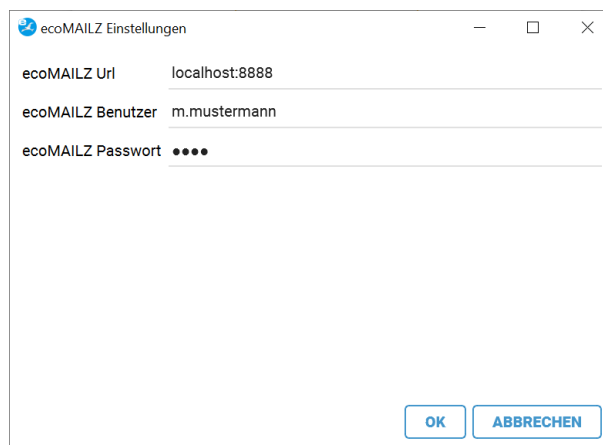 ecoMAILZ Einstellungen
ecoMAILZ Url localhost:8888
ecoMAILZ Benutzer m.mustermann
ecoMAILZ Passwort ●●●●
OK ABBRECHEN